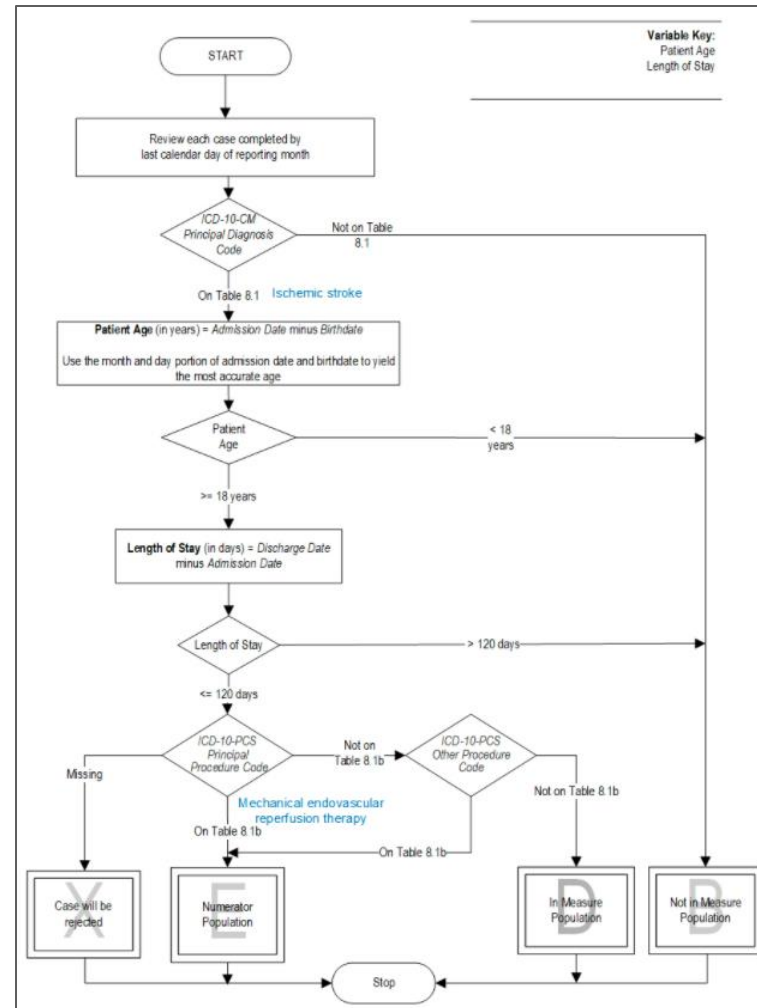 START
Variable Key:
Patient Age
Length of Stay
Review each case completed by
last calendar day of reporting month
ICD-10-CM
Principal Diagnosis
Code
Not on Table
8.1
On Table 8.1
Ischemic stroke
Patient Age (in years) = Admission Date minus Birthdate
Use the month and day portion of admission date and birthdate to yield
the most accurate age
Patient
Age
< 18
years
>= 18 years
Length of Stay (in days) = Discharge Date
minus Admission Date
Length of Stay
> 120 days
<= 120 days
ICD-10-PCS
Principal
Procedure Code
Missing
Not on
Table 8.1b
ICD-10-PCS
Other Procedure
Code
Not on Table 8.1b
Mechanical endovascular
reperfusion therapy
On Table 8.1b
On Table 8.1b
X
Case will be
rejected
E
Numerator
Population
D
In Measure
Population
B
Not in Measure
Population
Stop